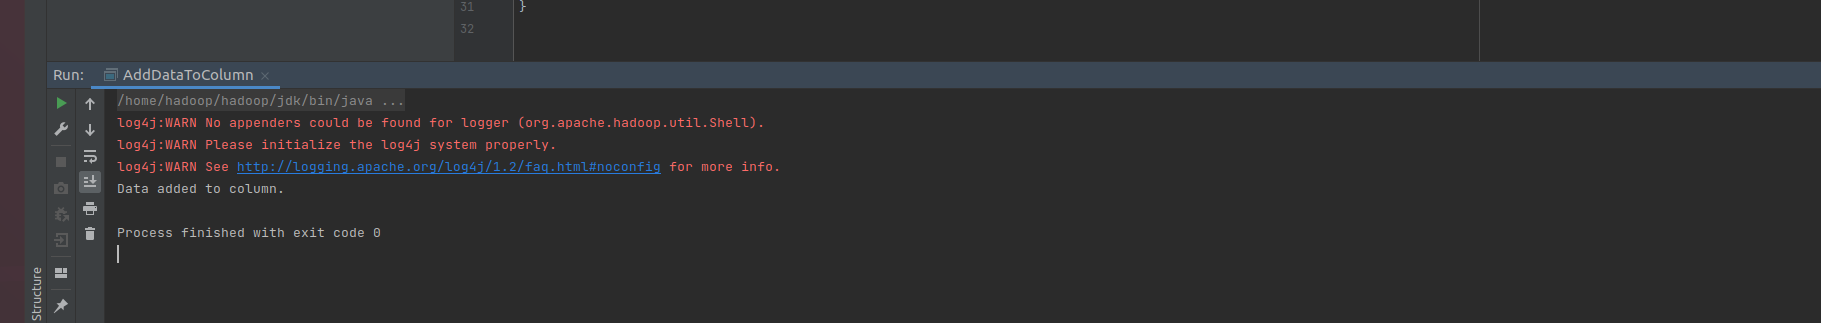 31 }
32
Run: AddDataToColumn ×
/home/hadoop/hadoop/jdk/bin/java ...
log4j:WARN No appenders could be found for logger (org.apache.hadoop.util.Shell).
log4j:WARN Please initialize the log4j system properly.
log4j:WARN See http://logging.apache.org/log4j/1.2/faq.html#noconfig for more info.
Data added to column.
Process finished with exit code 0
Structure